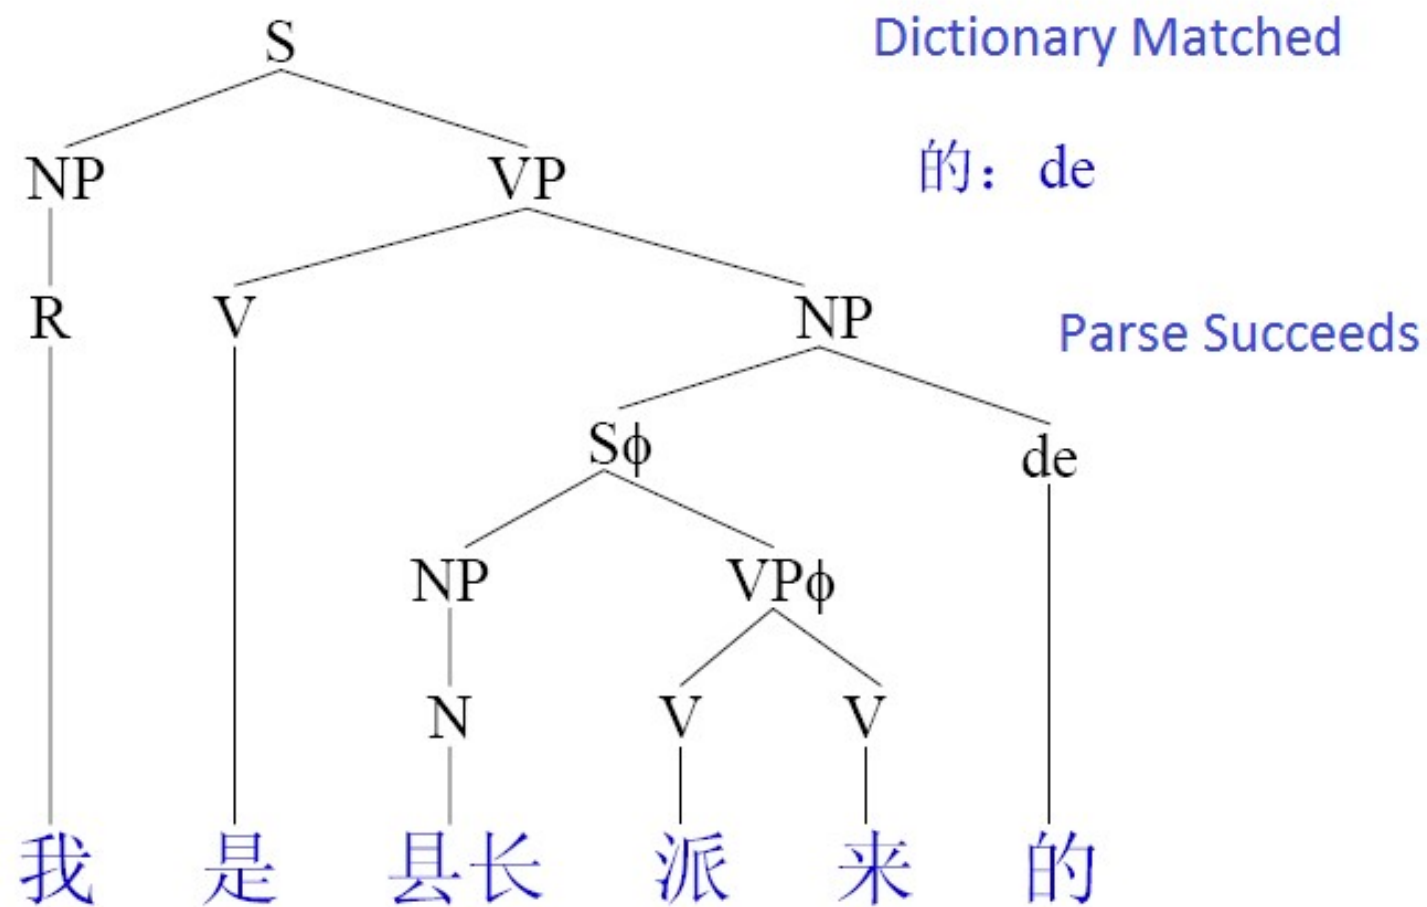 S
Dictionary Matched
NP VP
的：de
R V NP
Parse Succeeds
Sϕ de
NP VPϕ
N V V
我 是 县长 派 来 的